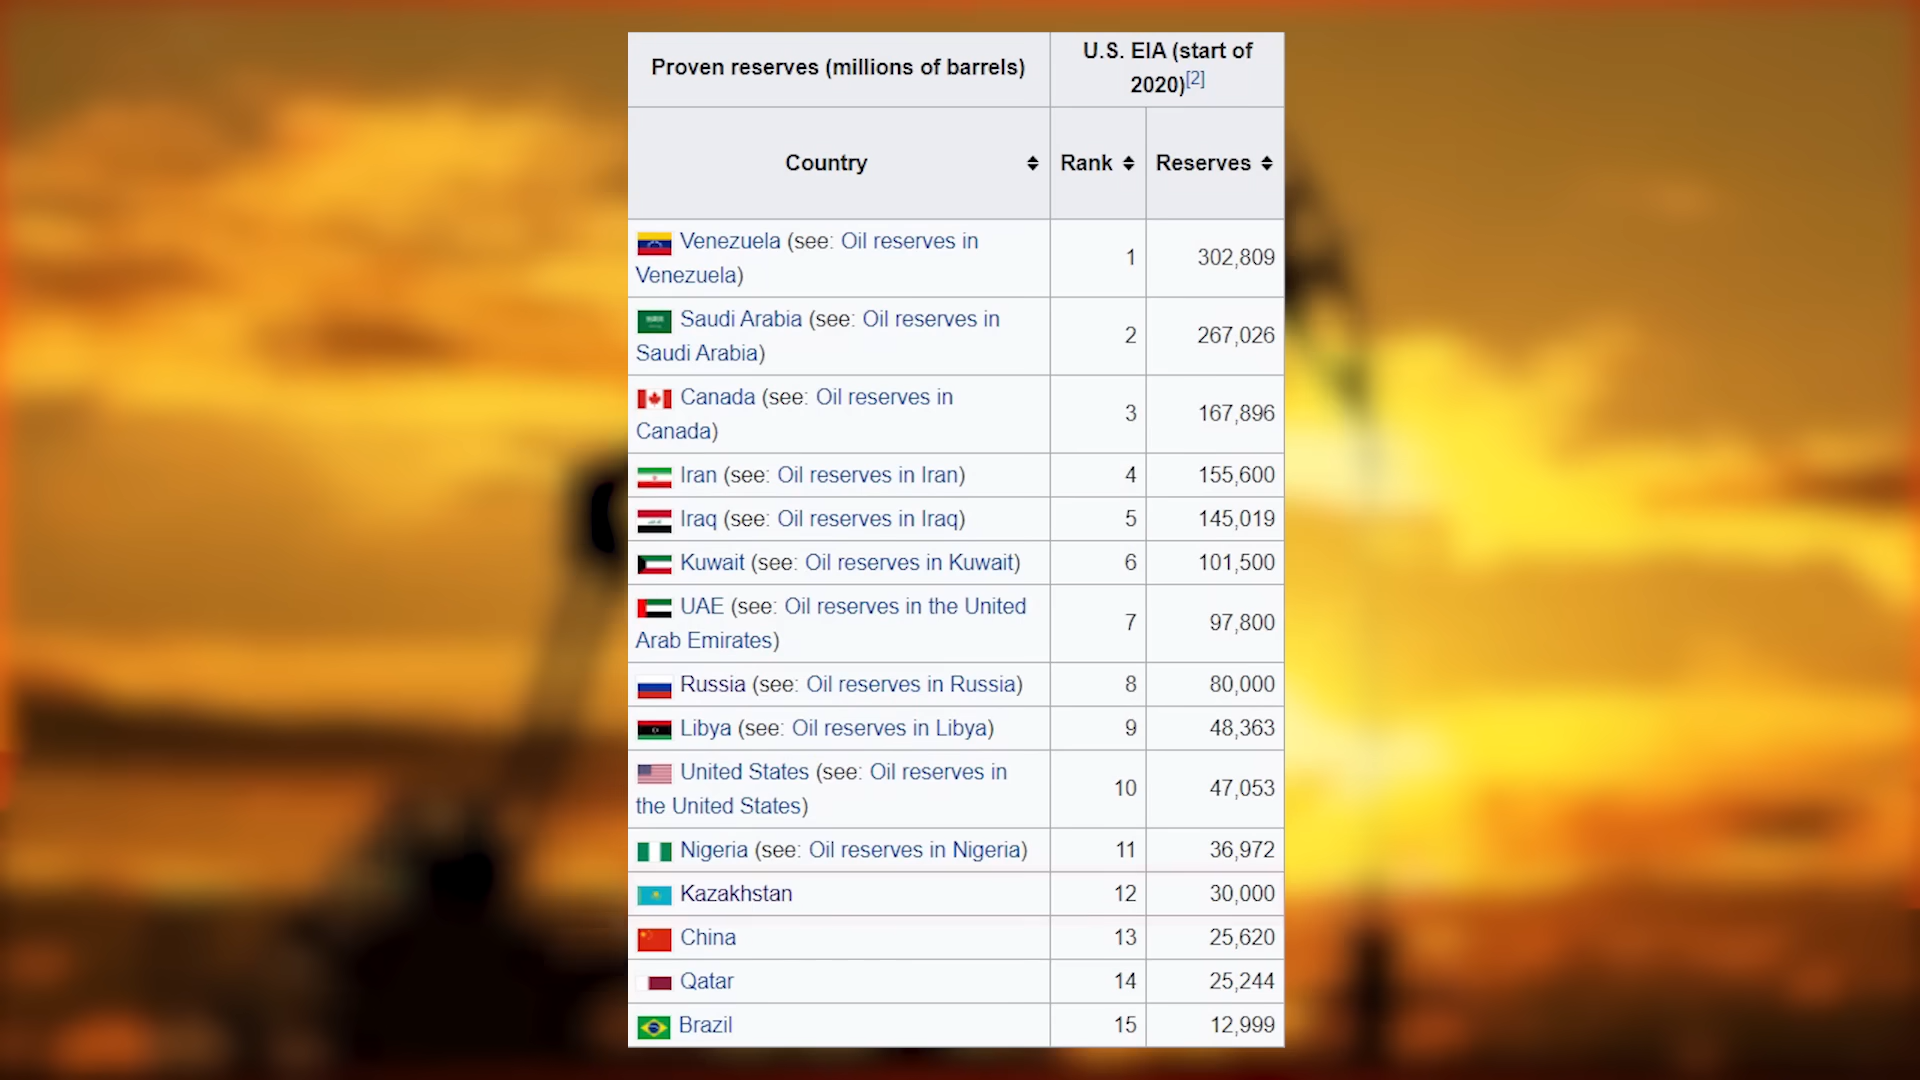 Proven reserves (millions of barrels)
U.S. EIA (start of
2020)[2]
Country
Rank
Reserves
Venezuela (see: Oil reserves in
Venezuela)
1
302,809
Saudi Arabia (see: Oil reserves in
Saudi Arabia)
2
267,026
Canada (see: Oil reserves in
Canada)
3
167,896
Iran (see: Oil reserves in Iran)
4
155,600
Iraq (see: Oil reserves in Iraq)
5
145,019
Kuwait (see: Oil reserves in Kuwait)
6
101,500
UAE (see: Oil reserves in the United
Arab Emirates)
7
97,800
Russia (see: Oil reserves in Russia)
8
80,000
Libya (see: Oil reserves in Libya)
9
48,363
United States (see: Oil reserves in
the United States)
10
47,053
Nigeria (see: Oil reserves in Nigeria)
11
36,972
Kazakhstan
12
30,000
China
13
25,620
Qatar
14
25,244
Brazil
15
12,999